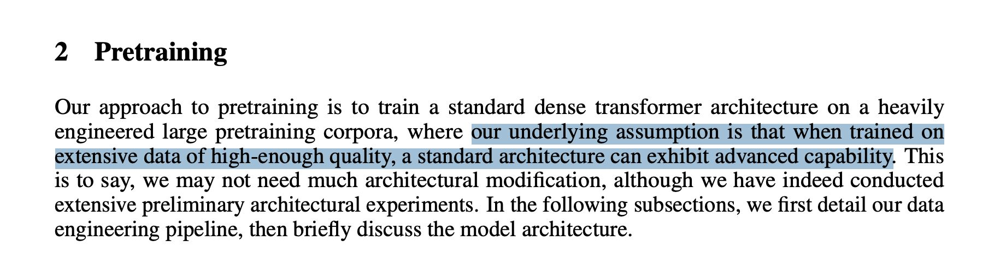 2 Pretraining
Our approach to pretraining is to train a standard dense transformer architecture on a heavily
engineered large pretraining corpora, where our underlying assumption is that when trained on
extensive data of high-enough quality, a standard architecture can exhibit advanced capability. This
is to say, we may not need much architectural modification, although we have indeed conducted
extensive preliminary architectural experiments. In the following subsections, we first detail our data
engineering pipeline, then briefly discuss the model architecture.